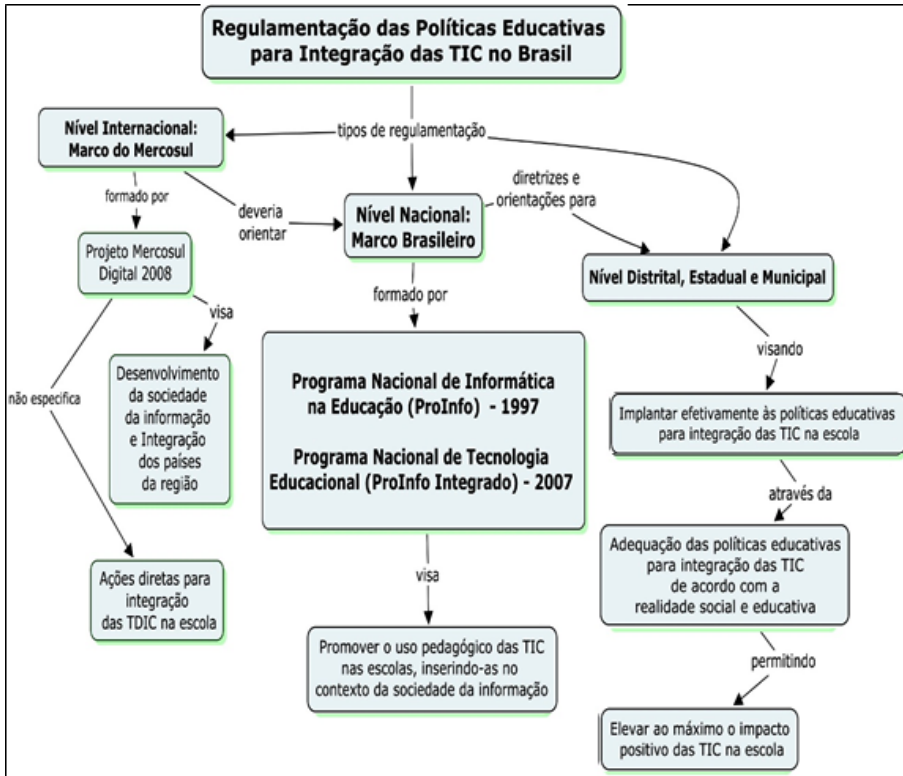 Regulamentação das Políticas Educativas
para Integração das TIC no Brasil
tipos de regulamentação
Nível Internacional:
Marco do Mercosul
formado por
deveria
orientar
Nível Nacional:
Marco Brasileiro
diretrizes e
orientações para
Nível Distrital, Estadual e Municipal
Projeto Mercosul
Digital 2008
visa
não especifica
Desenvolvimento
da sociedade
da informação
e Integração
dos países
da região
Ações diretas para
integração
das TDIC na escola
formado por
Programa Nacional de Informática
na Educação (ProInfo) - 1997
Programa Nacional de Tecnologia
Educacional (ProInfo Integrado) - 2007
visa
Promover o uso pedagógico das TIC
nas escolas, inserindo-as no
contexto da sociedade da informação
visando
Implantar efetivamente às políticas educativas
para integração das TIC na escola
através da
Adequação das políticas educativas
para integração das TIC
de acordo com a
realidade social e educativa
permitindo
Elevar ao máximo o impacto
positivo das TIC na escola